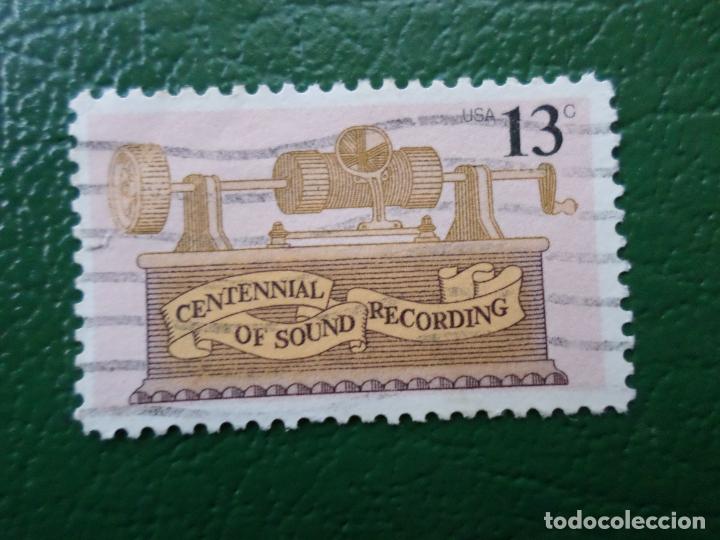 USA 13c
CENTENNIAL
OF SOUND RECORDING
todocoleccion